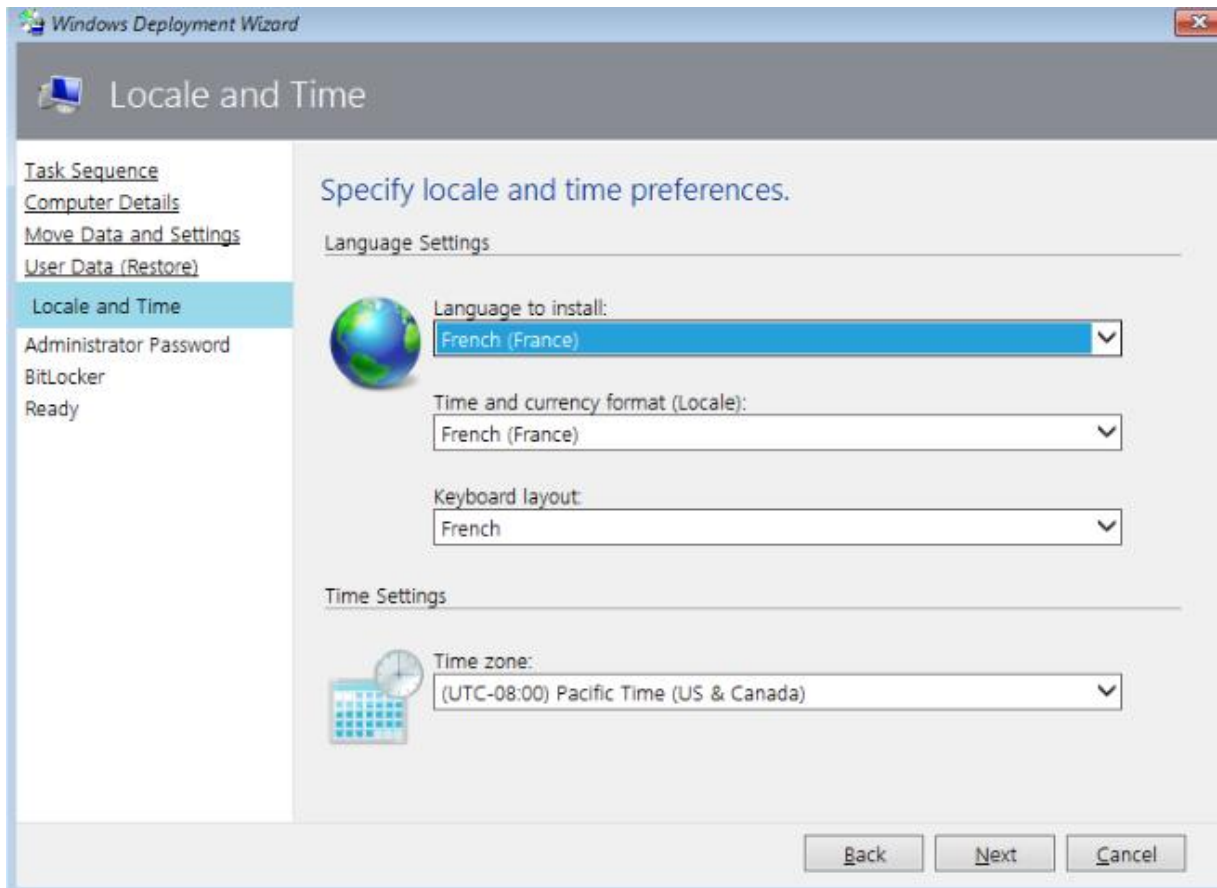 Windows Deployment Wizard
Locale and Time
Task Sequence
Computer Details
Move Data and Settings
User Data (Restore)
Locale and Time
Administrator Password
BitLocker
Ready
Specify locale and time preferences.
Language Settings
Language to install:
French (France)
Time and currency format (Locale):
French (France)
Keyboard layout:
French
Time Settings
Time zone:
(UTC-08:00) Pacific Time (US & Canada)
Back
Next
Cancel